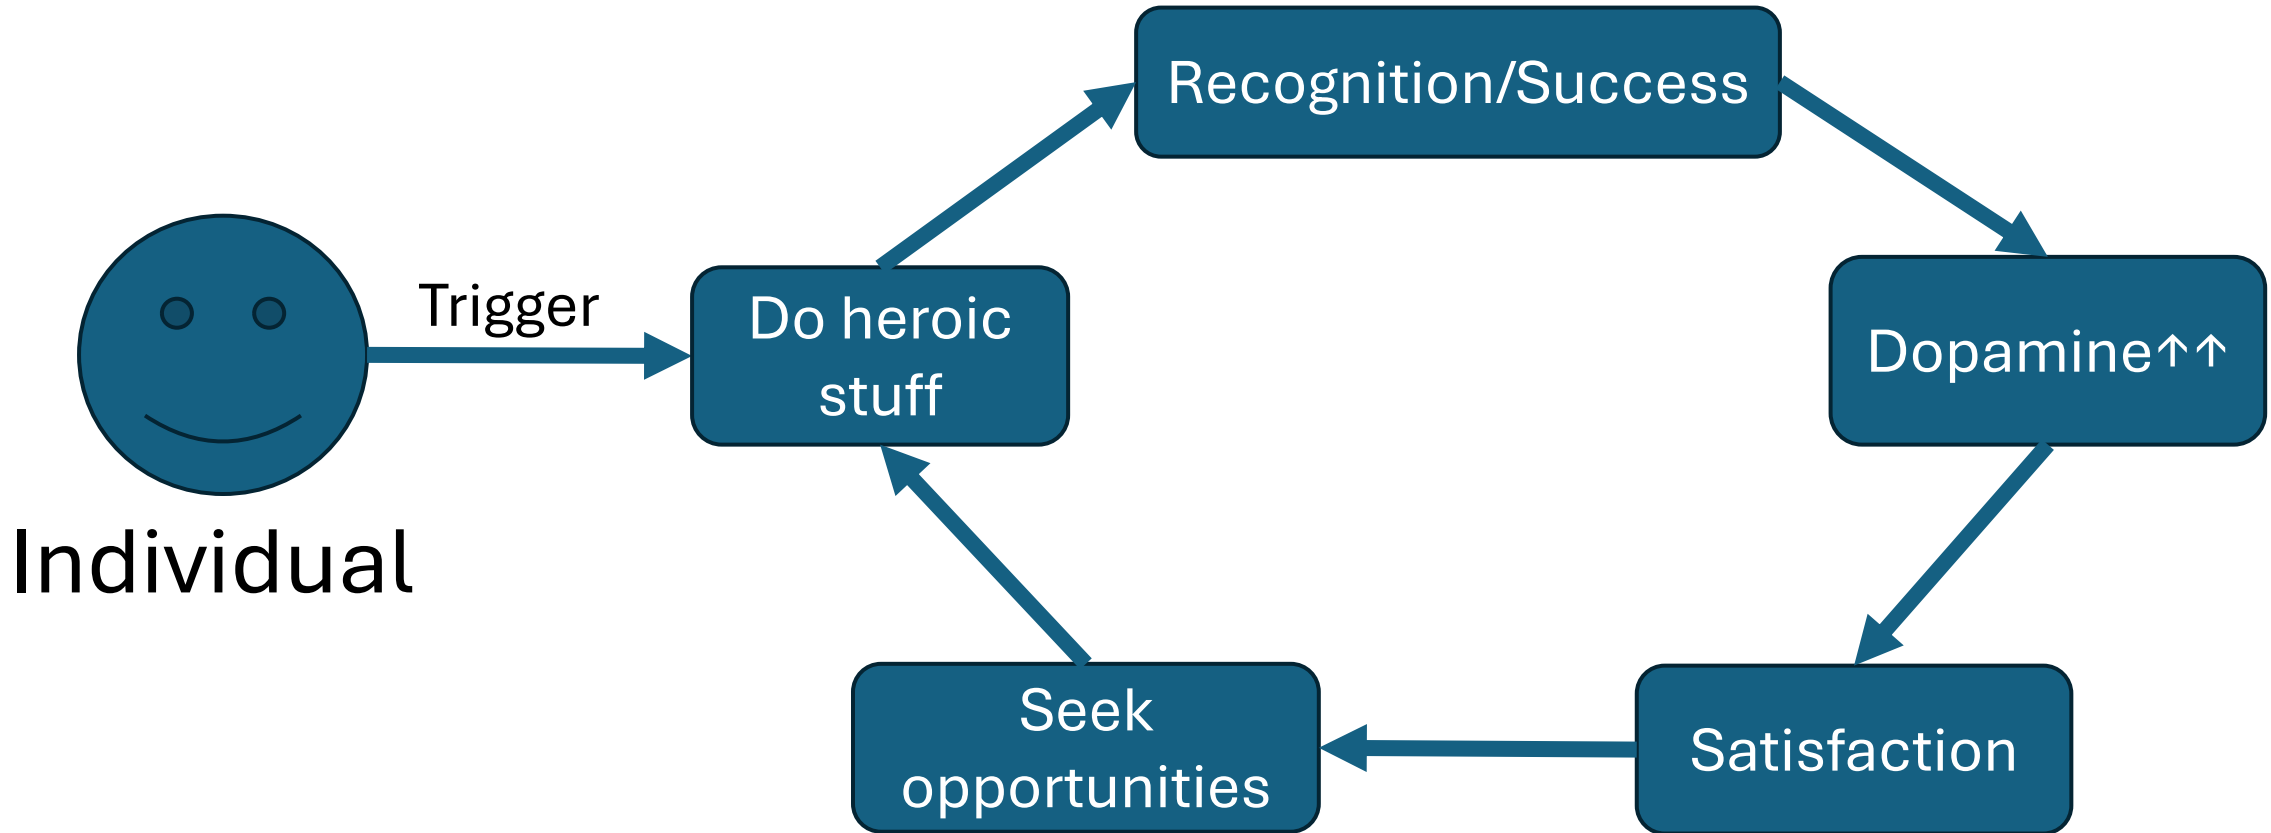 Recognition/Success
Trigger
Do heroic
stuff
Dopamine↑↑
Individual
Seek
opportunities
Satisfaction